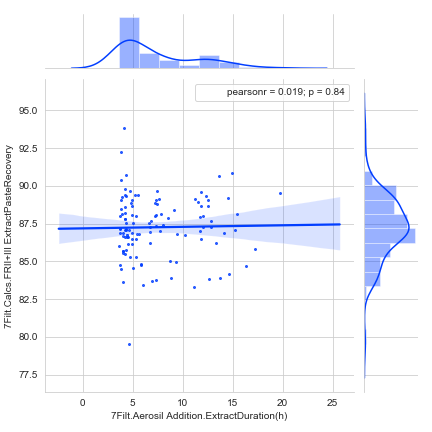 pearsonr = 0.019; p = 0.84
95.0
92.5
90.0
87.5
85.0
82.5
80.0
77.5
7Filt.Calcs.FRII+III ExtractPasteRecovery
0 5 10 15 20 25
7Filt.Aerosil Addition.ExtractDuration(h)